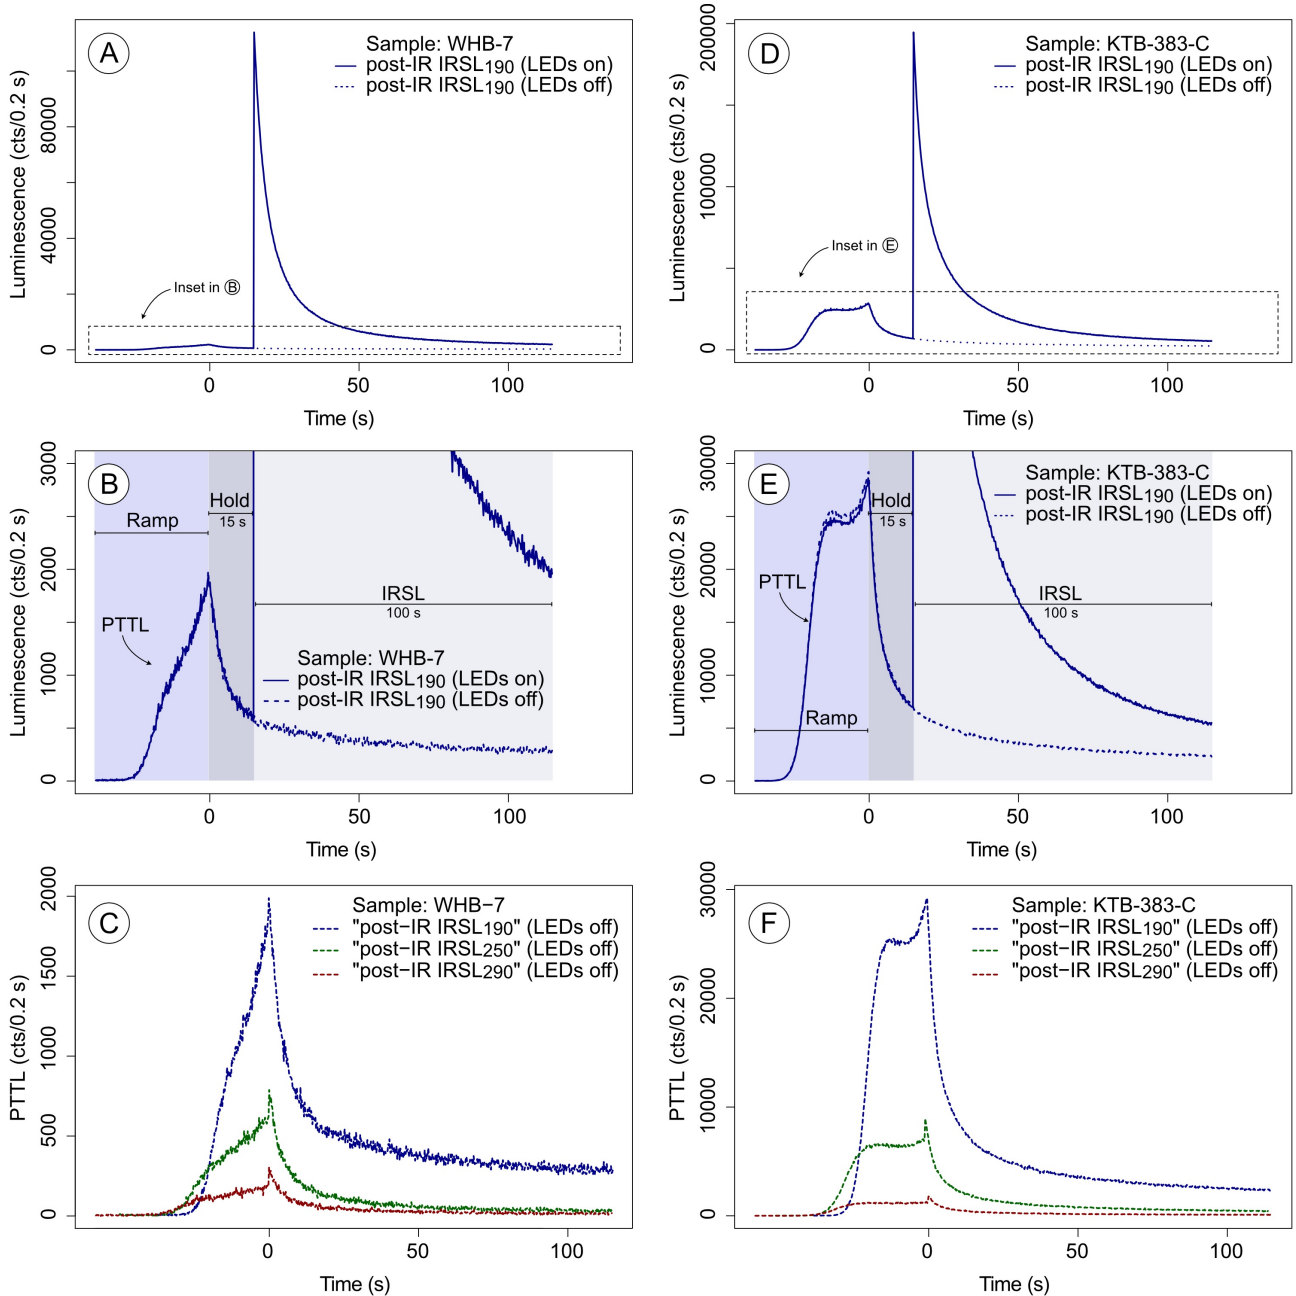 A
Sample: WHB-7
post-IR IRSL190 (LEDs on)
post-IR IRSL190 (LEDs off)
Inset in B
Luminescence (cts/0.2 s)
0
40000
80000
0
50
100
Time (s)
D
Sample: KTB-383-C
post-IR IRSL190 (LEDs on)
post-IR IRSL190 (LEDs off)
Inset in E
Luminescence (cts/0.2 s)
0
100000
200000
0
50
100
Time (s)
B
Hold
15 s
Ramp
PTTL
IRSL
100 s
Sample: WHB-7
post-IR IRSL190 (LEDs on)
post-IR IRSL190 (LEDs off)
Luminescence (cts/0.2 s)
0
1000
2000
3000
0
50
100
Time (s)
E
Sample: KTB-383-C
post-IR IRSL190 (LEDs on)
post-IR IRSL190 (LEDs off)
Hold
15 s
PTTL
IRSL
100 s
Ramp
Luminescence (cts/0.2 s)
0
10000
20000
30000
0
50
100
Time (s)
C
Sample: WHB−7
"post−IR IRSL190" (LEDs off)
"post−IR IRSL250" (LEDs off)
"post−IR IRSL290" (LEDs off)
PTTL (cts/0.2 s)
0
500
1000
1500
2000
0
50
100
Time (s)
F
Sample: KTB-383-C
"post−IR IRSL190" (LEDs off)
"post−IR IRSL250" (LEDs off)
"post−IR IRSL290" (LEDs off)
PTTL (cts/0.2 s)
0
10000
20000
30000
0
50
100
Time (s)